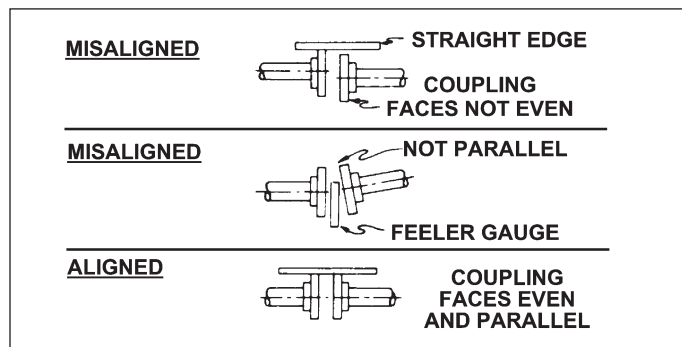 MISALIGNED
STRAIGHT EDGE
COUPLING
FACES NOT EVEN
MISALIGNED
NOT PARALLEL
FEELER GAUGE
ALIGNED
COUPLING
FACES EVEN
AND PARALLEL